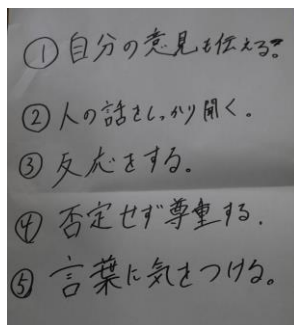 ①自分の意見も伝える。
②人の話をしっかり聞く。
③反応をする。
④否定せず尊重する.
⑤言葉に気をつける。